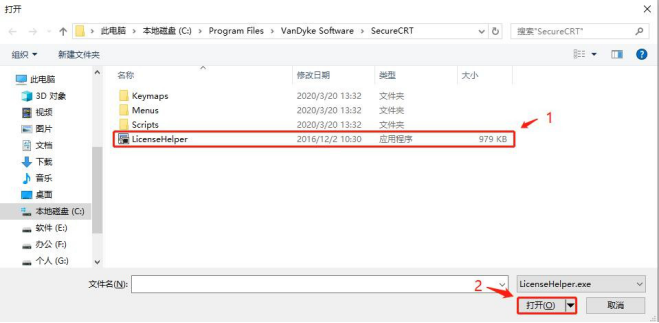 打开
此电脑 › 本地磁盘 (C:) › Program Files › VanDyke Software › SecureCRT
搜索"SecureCRT"
组织 新建文件夹
名称 修改日期 类型 大小
此电脑
3D 对象
视频
图片
文档
下载
音乐
桌面
本地磁盘 (C:)
软件 (E:)
办公 (F:)
个人 (G:)
Keymaps 2020/3/20 13:32 文件夹
Menus 2020/3/20 13:32 文件夹
Scripts 2020/3/20 13:32 文件夹
LicenseHelper 2016/12/2 10:30 应用程序 979 KB
1
文件名(N): LicenseHelper.exe
2
打开(O) 取消